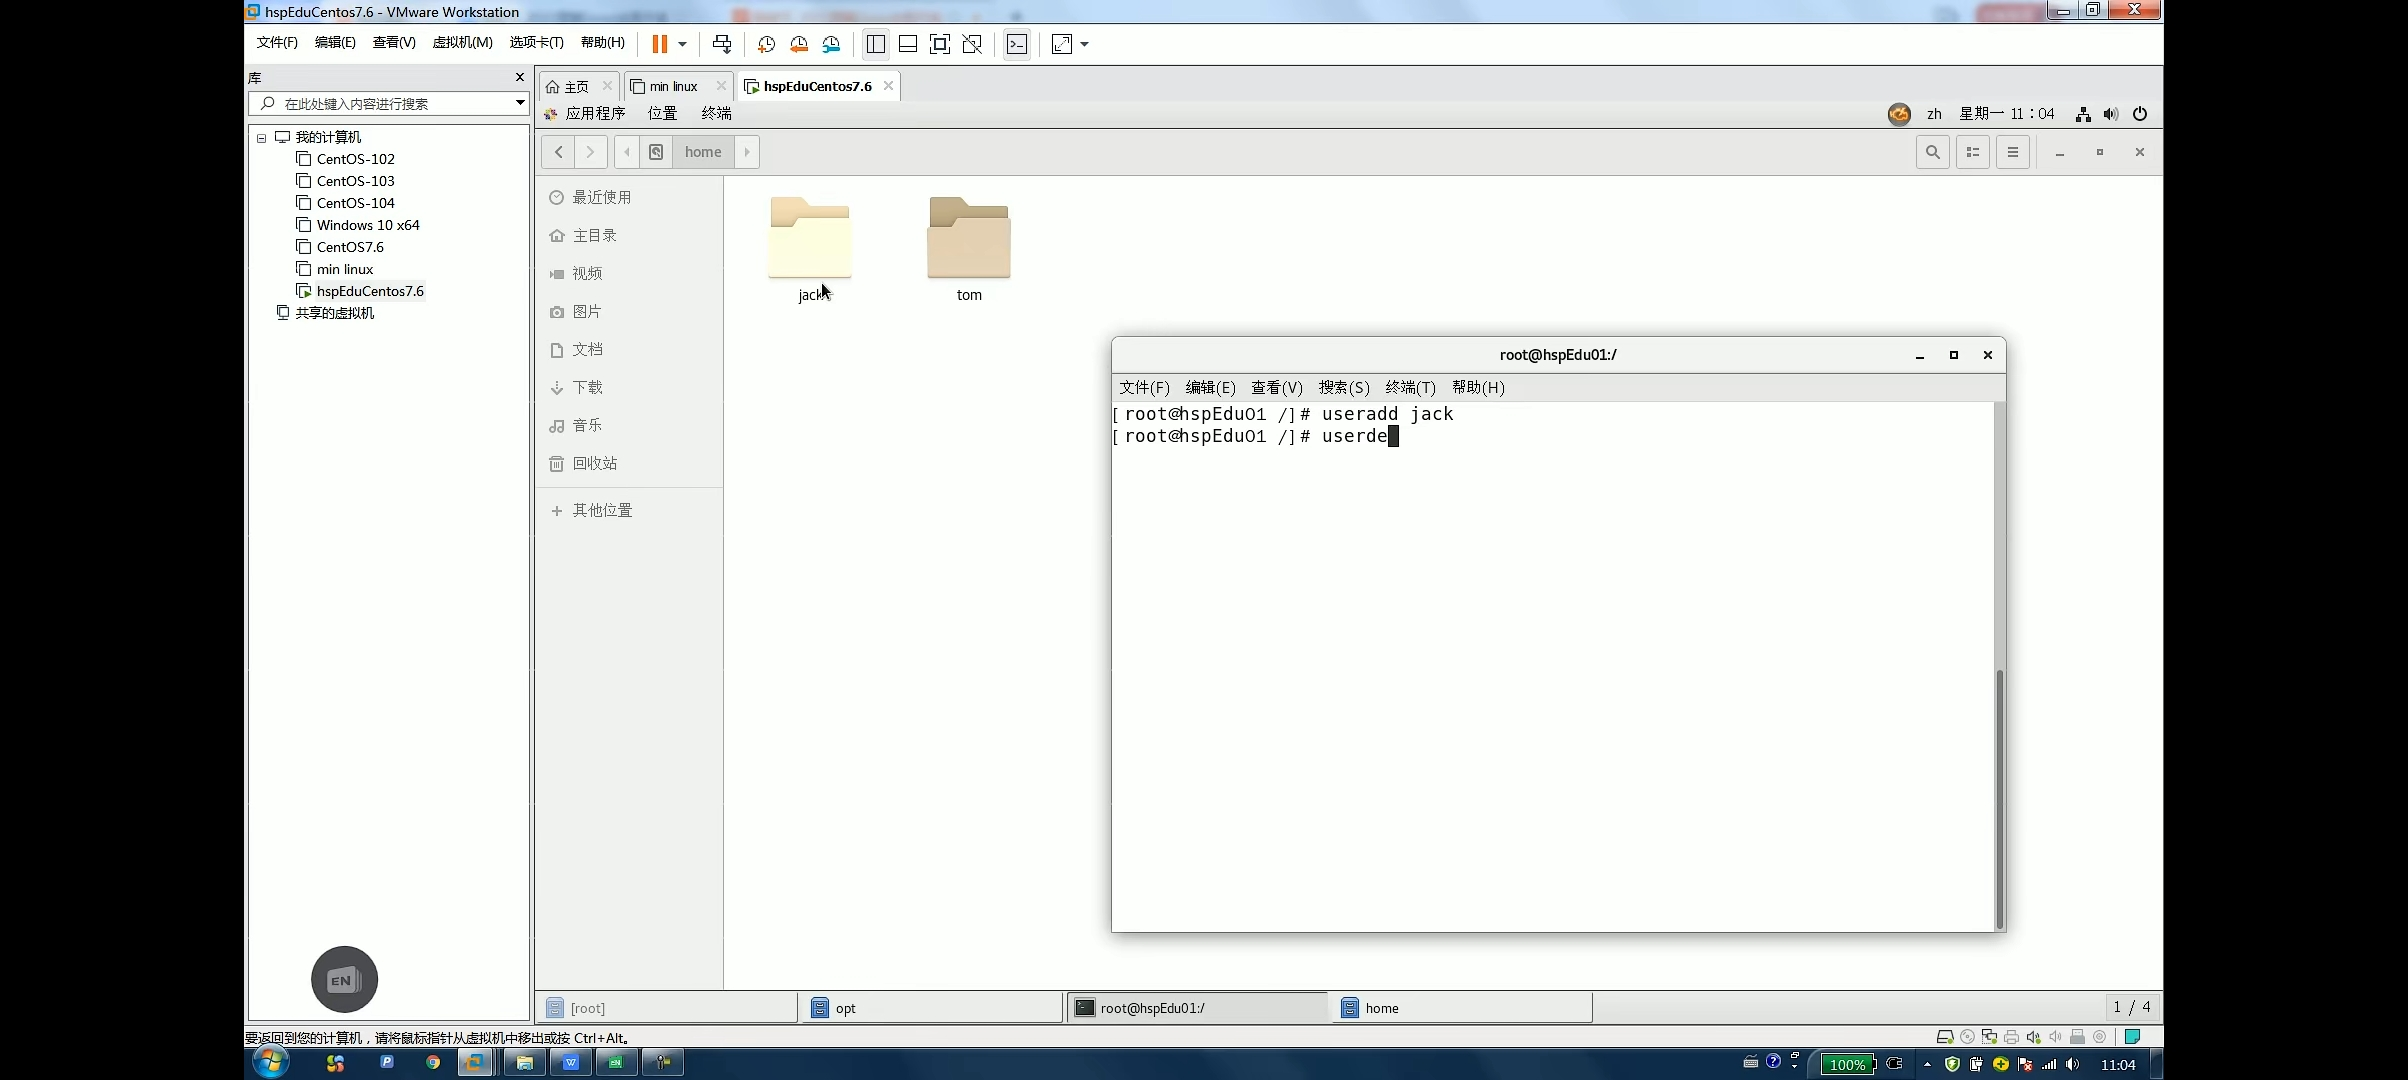 hspEduCentos7.6 - VMware Workstation
文件(F) 编辑(E) 查看(V) 虚拟机(M) 选项卡(T) 帮助(H)
库
在此处键入内容进行搜索
我的计算机
CentOS-102
CentOS-103
CentOS-104
Windows 10 x64
CentOS7.6
min linux
hspEduCentos7.6
共享的虚拟机
主页 min linux hspEduCentos7.6
应用程序 位置 终端 zh 星期一 11：04
home
最近使用
主目录
视频
图片
文档
下载
音乐
回收站
其他位置
jack tom
root@hspEdu01:/
文件(F) 编辑(E) 查看(V) 搜索(S) 终端(T) 帮助(H)
[root@hspEdu01 /]# useradd jack
[root@hspEdu01 /]# userde
EN
[root] opt root@hspEdu01:/ home 1 / 4
要返回到您的计算机，请将鼠标指针从虚拟机中移出或按 Ctrl+Alt。
100% 11:04